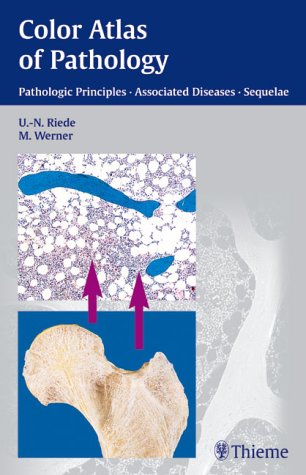 Color Atlas
of Pathology
Pathologic Principles · Associated Diseases · Sequelae
U.-N. Riede
M. Werner
Thieme